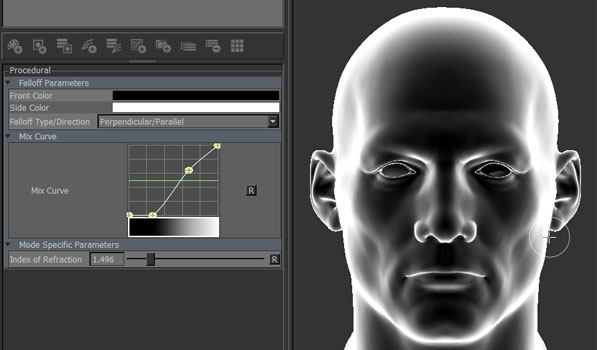 Procedural
Falloff Parameters
Front Color
Side Color
Falloff Type/Direction Perpendicular/Parallel
Mix Curve
Mix Curve R
Mode Specific Parameters
Index of Refraction 1.496 R